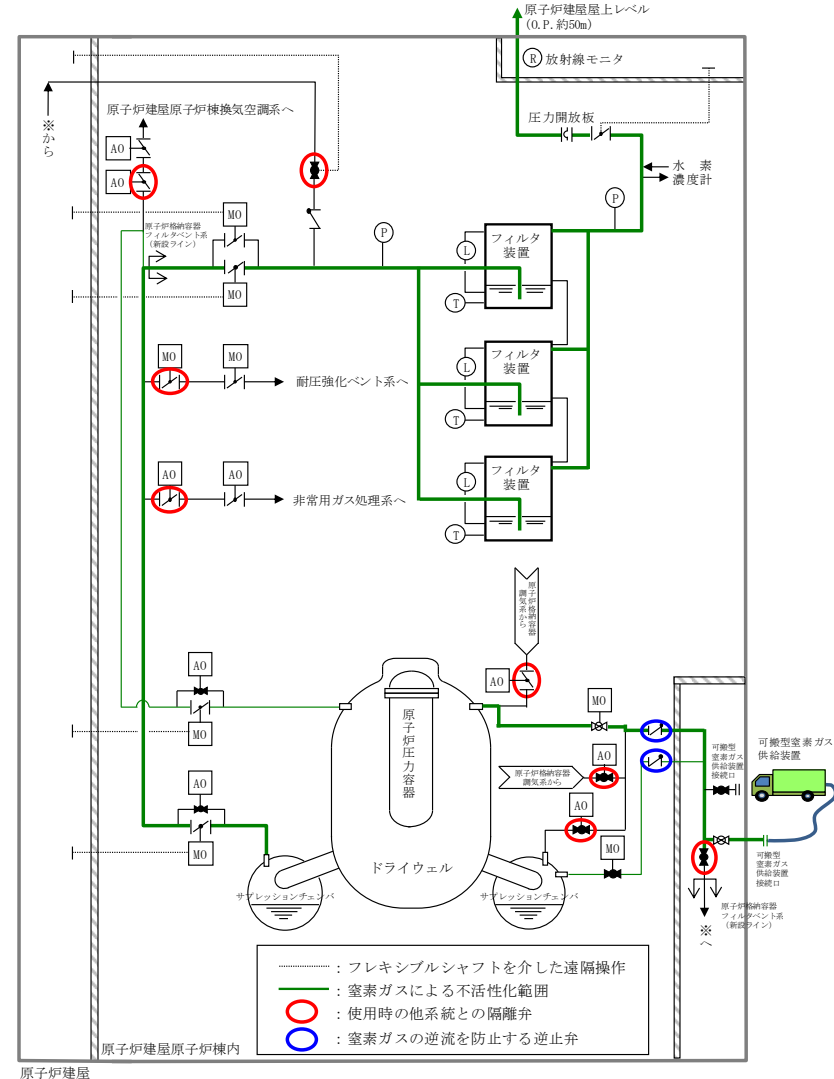 原子炉建屋屋上レベル
(O.P.約50m)
R 放射線モニタ
原子炉建屋原子炉棟換気空調系へ
※から
圧力開放板
AO
水 素
濃度計
AO
MO
P
P
原子炉格納容器
フィルタベント系
(新設ライン)
フィルタ
装置
L
T
MO
フィルタ
装置
L
T
MO
MO
耐圧強化ベント系へ
フィルタ
装置
L
T
AO
AO
非常用ガス処理系へ
原子炉格納容器
調気系から
AO
AO
MO
MO
原子炉圧力容器
可搬型窒素ガス
供給装置
可搬型
窒素ガス
供給装置
接続口
原子炉格納容器
調気系から
AO
AO
AO
MO
MO
ドライウェル
可搬型
窒素ガス
供給装置
接続口
サプレッションチェンバ
サプレッションチェンバ
原子炉格納容器
フィルタベント系
(新設ライン)
※へ
:フレキシブルシャフトを介した遠隔操作
:窒素ガスによる不活性化範囲
:使用時の他系統との隔離弁
:窒素ガスの逆流を防止する逆止弁
原子炉建屋原子炉棟内
原子炉建屋